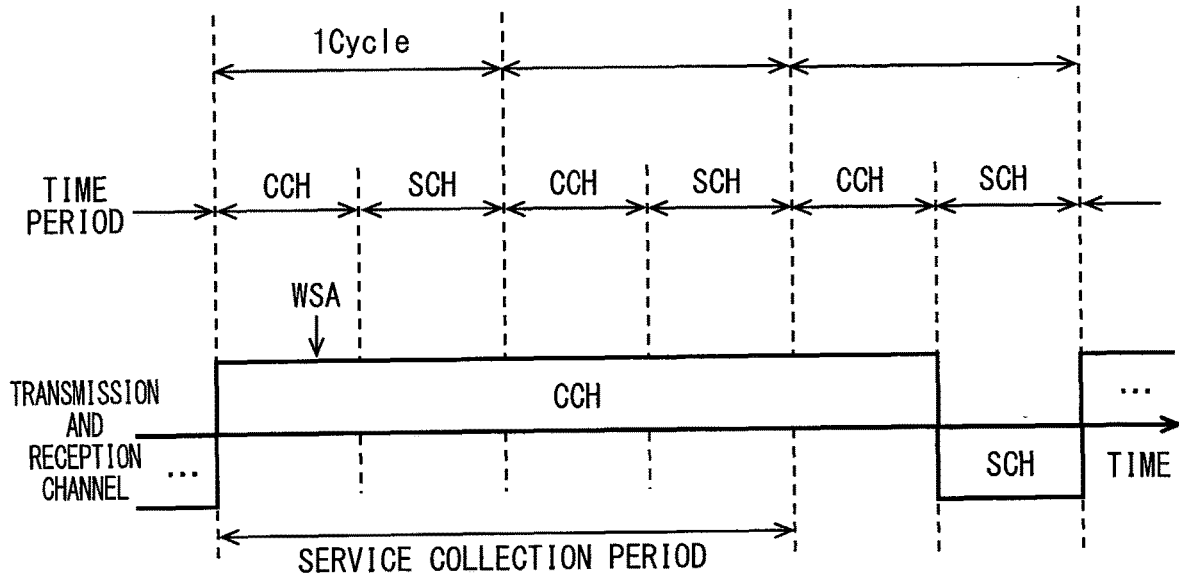 1Cycle
TIME
PERIOD
CCH
SCH
CCH
SCH
CCH
SCH
WSA
TRANSMISSION
AND
RECEPTION
CHANNEL
...
CCH
...
SCH
TIME
SERVICE COLLECTION PERIOD